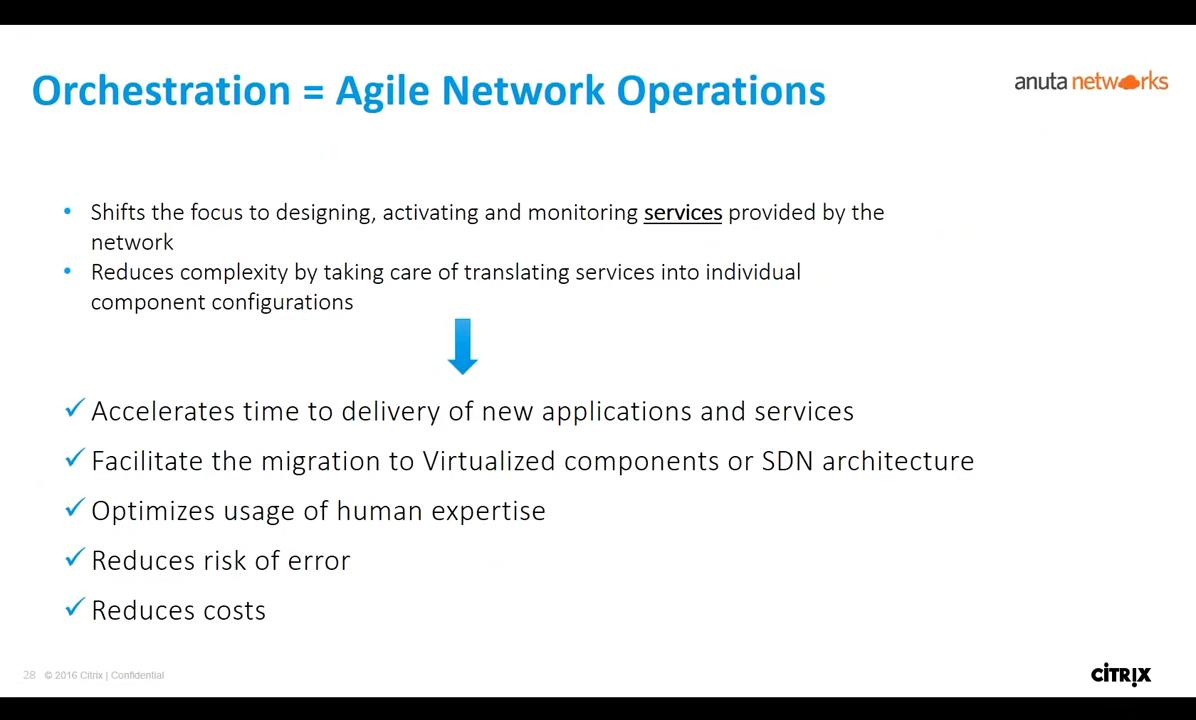 Orchestration = Agile Network Operations
anuta networks
• Shifts the focus to designing, activating and monitoring services provided by the
network
• Reduces complexity by taking care of translating services into individual
component configurations
✓ Accelerates time to delivery of new applications and services
✓ Facilitate the migration to Virtualized components or SDN architecture
✓ Optimizes usage of human expertise
✓ Reduces risk of error
✓ Reduces costs
28 © 2016 Citrix | Confidential
CITRIX